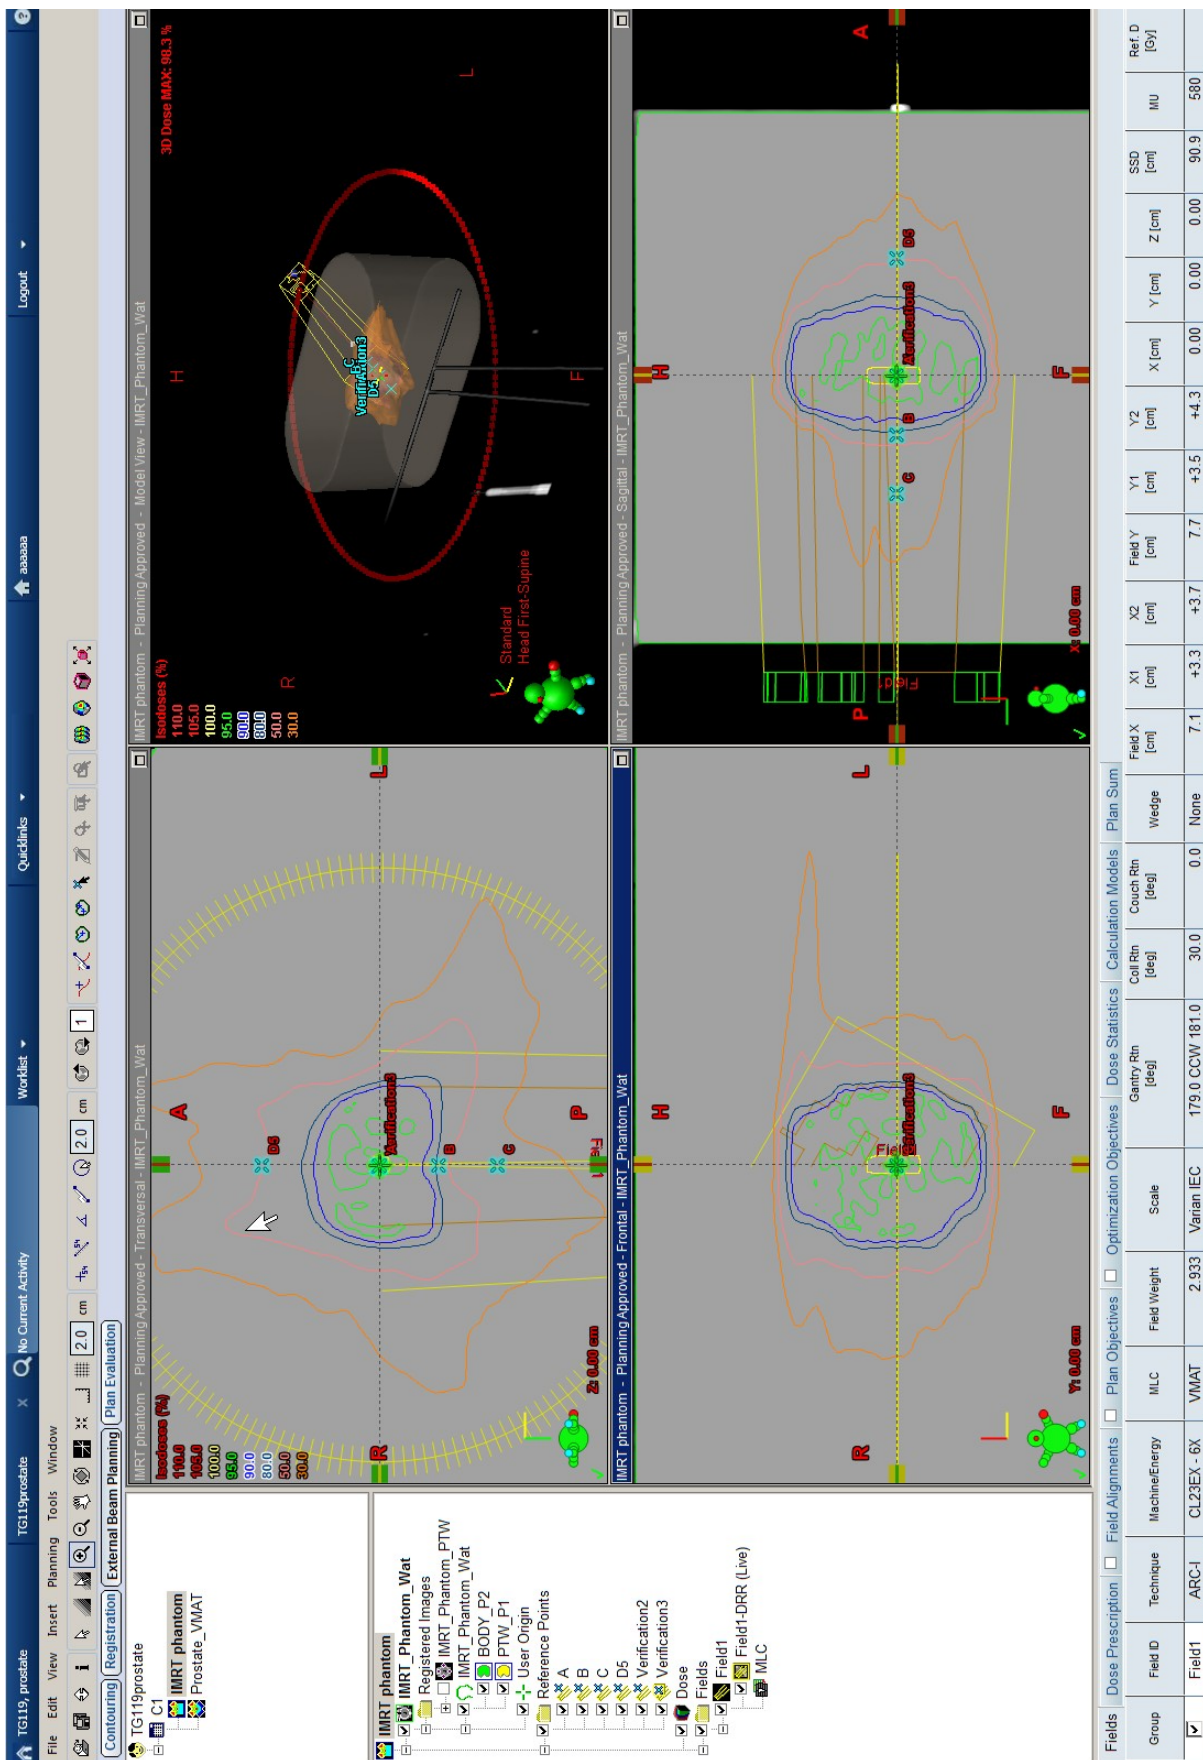 TG119, prostate
TG119prostate
x
No Current Activity
Worklist
Quicklinks
aaaaaa
Logout
?
File Edit View Insert Planning Tools Window
2.0 cm
2.0 cm
1
Contouring Registration External Beam Planning Plan Evaluation
TG119prostate
C1
IMRT phantom
Prostate_VMAT
IMRT phantom
IMRT_Phantom_Wat
Registered Images
IMRT_Phantom_PTW
IMRT_Phantom_Wat
BODY_P2
PTW_P1
User Origin
Reference Points
A
B
C
D5
Verification2
Verification3
Dose
Fields
Field1
Field1-DRR (Live)
MLC
IMRT phantom - Planning Approved - Transversal - IMRT_Phantom_Wat
Isodoses (%)
110.0
105.0
100.0
95.0
90.0
80.0
50.0
30.0
A
R
L
P
D5
B
C
Z: 0.00 cm
IMRT phantom - Planning Approved - Model View - IMRT_Phantom_Wat
Isodoses (%)
110.0
105.0
100.0
95.0
90.0
80.0
50.0
30.0
3D Dose MAX: 98.3 %
H
R
L
F
C
B
D5
Standard
Head First-Supine
IMRT phantom - Planning Approved - Frontal - IMRT_Phantom_Wat
H
R
L
F
Y: 0.00 cm
IMRT phantom - Planning Approved - Sagittal - IMRT_Phantom_Wat
H
P
A
F
C
B
D5
Field1
X: 0.00 cm
Fields Dose Prescription Field Alignments Plan Objectives Optimization Objectives Dose Statistics Calculation Models Plan Sum
Group Field ID Technique Machine/Energy MLC Field Weight Scale Gantry Rtn [deg] Coll Rtn [deg] Couch Rtn [deg] Wedge Field X [cm] X1 [cm] X2 [cm] Field Y [cm] Y1 [cm] Y2 [cm] X [cm] Y [cm] Z [cm] SSD [cm] MU Ref. D [Gy]
Field1 ARC-I CL23EX - 6X VMAT 2.933 Varian IEC 179.0 CCW 181.0 30.0 0.0 None 7.1 +3.3 +3.7 7.7 +3.5 +4.3 0.00 0.00 0.00 90.9 580